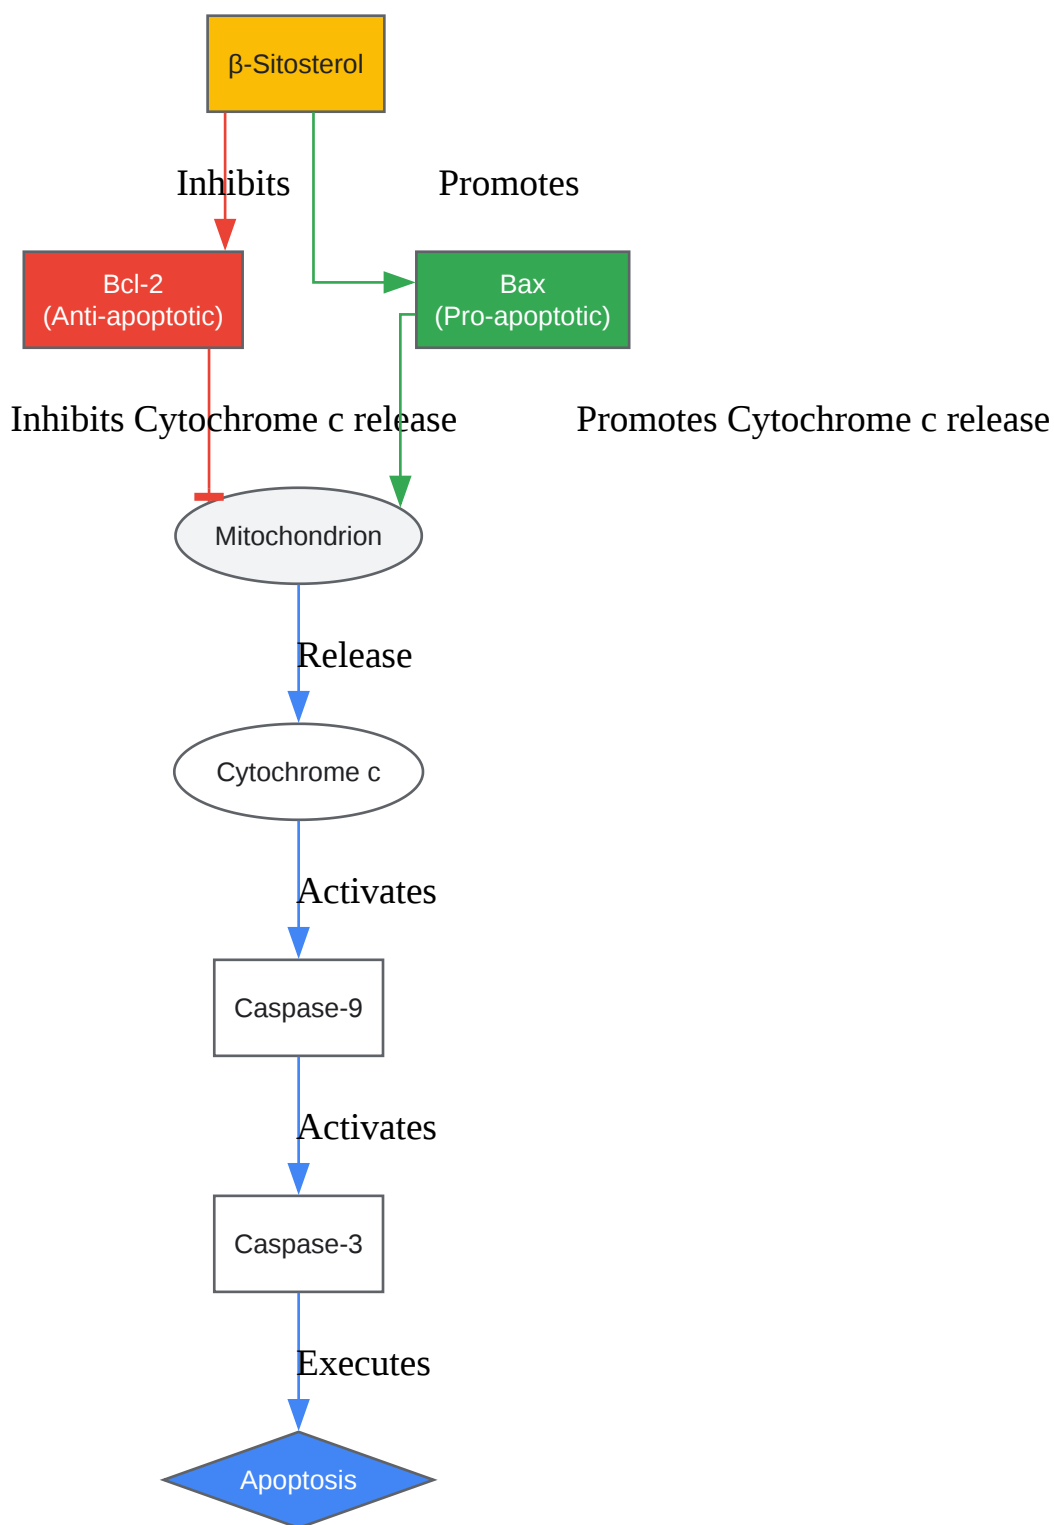 β-Sitosterol
Inhibits
Promotes
Bcl-2
(Anti-apoptotic)
Bax
(Pro-apoptotic)
Inhibits Cytochrome c release
Promotes Cytochrome c release
Mitochondrion
Release
Cytochrome c
Activates
Caspase-9
Activates
Caspase-3
Executes
Apoptosis